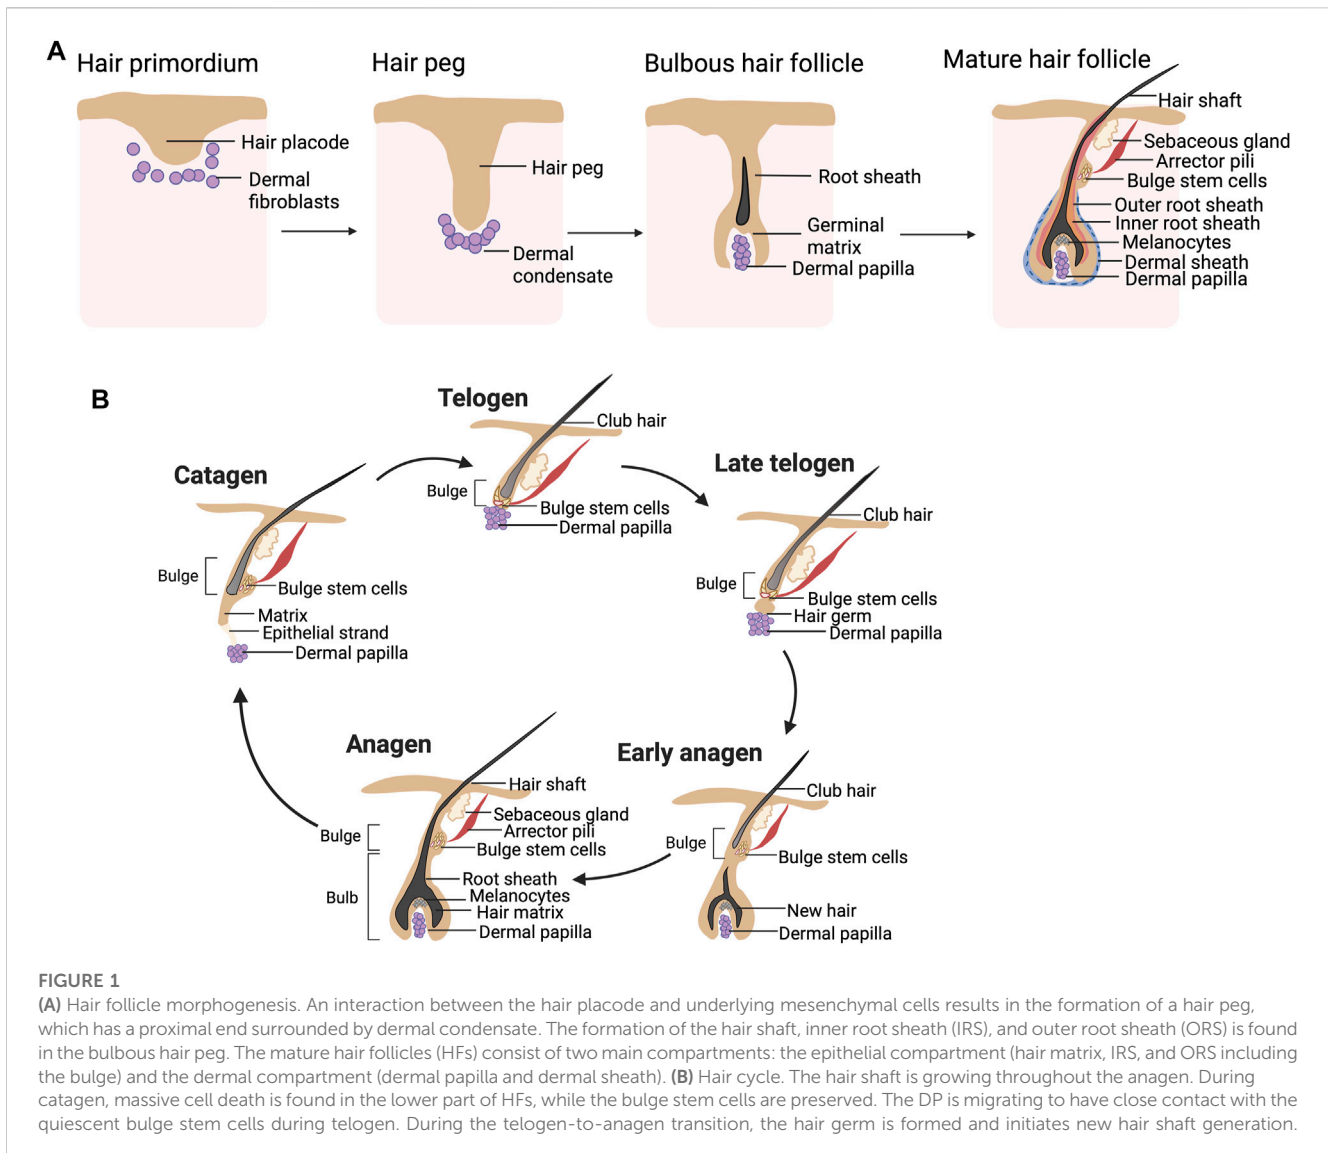 A
Hair primordium
Hair placode
Dermal
fibroblasts
Hair peg
Hair peg
Dermal
condensate
Bulbous hair follicle
Root sheath
Germinal
matrix
Dermal papilla
Mature hair follicle
Hair shaft
Sebaceous gland
Arrector pili
Bulge stem cells
Outer root sheath
Inner root sheath
Melanocytes
Dermal sheath
Dermal papilla
B
Telogen
Club hair
Bulge
Bulge stem cells
Dermal papilla
Late telogen
Club hair
Bulge
Bulge stem cells
Hair germ
Dermal papilla
Early anagen
Club hair
Bulge
Bulge stem cells
New hair
Dermal papilla
Anagen
Hair shaft
Sebaceous gland
Arrector pili
Bulge
Bulge stem cells
Bulb
Root sheath
Melanocytes
Hair matrix
Dermal papilla
Catagen
Bulge
Bulge stem cells
Matrix
Epithelial strand
Dermal papilla
FIGURE 1
(A) Hair follicle morphogenesis. An interaction between the hair placode and underlying mesenchymal cells results in the formation of a hair peg,
which has a proximal end surrounded by dermal condensate. The formation of the hair shaft, inner root sheath (IRS), and outer root sheath (ORS) is found
in the bulbous hair peg. The mature hair follicles (HFs) consist of two main compartments: the epithelial compartment (hair matrix, IRS, and ORS including
the bulge) and the dermal compartment (dermal papilla and dermal sheath). (B) Hair cycle. The hair shaft is growing throughout the anagen. During
catagen, massive cell death is found in the lower part of HFs, while the bulge stem cells are preserved. The DP is migrating to have close contact with the
quiescent bulge stem cells during telogen. During the telogen-to-anagen transition, the hair germ is formed and initiates new hair shaft generation.